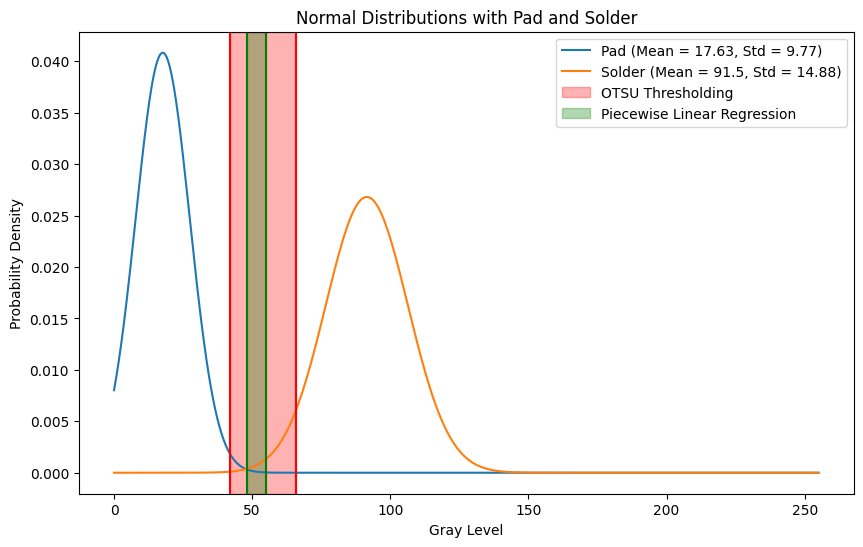 Normal Distributions with Pad and Solder
Pad (Mean = 17.63, Std = 9.77)
Solder (Mean = 91.5, Std = 14.88)
OTSU Thresholding
Piecewise Linear Regression
Probability Density
0.040
0.035
0.030
0.025
0.020
0.015
0.010
0.005
0.000
0
50
100
150
200
250
Gray Level